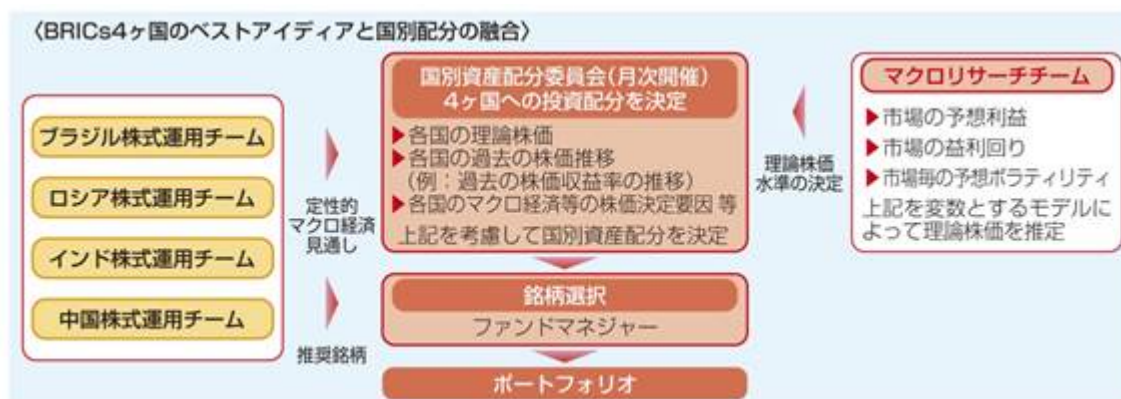 〈BRICs4ヶ国のベストアイディアと国別配分の融合〉
ブラジル株式運用チーム
ロシア株式運用チーム
インド株式運用チーム
中国株式運用チーム
定性的
マクロ経済
見通し
推奨銘柄
国別資産配分委員会(月次開催)
4ヶ国への投資配分を決定
▶各国の理論株価
▶各国の過去の株価推移
(例：過去の株価収益率の推移)
▶各国のマクロ経済等の株価決定要因 等
上記を考慮して国別資産配分を決定
銘柄選択
ファンドマネジャー
ポートフォリオ
理論株価
水準の決定
マクロリサーチチーム
▶市場の予想利益
▶市場の益利回り
▶市場毎の予想ボラティリティ
上記を変数とするモデルに
よって理論株価を推定